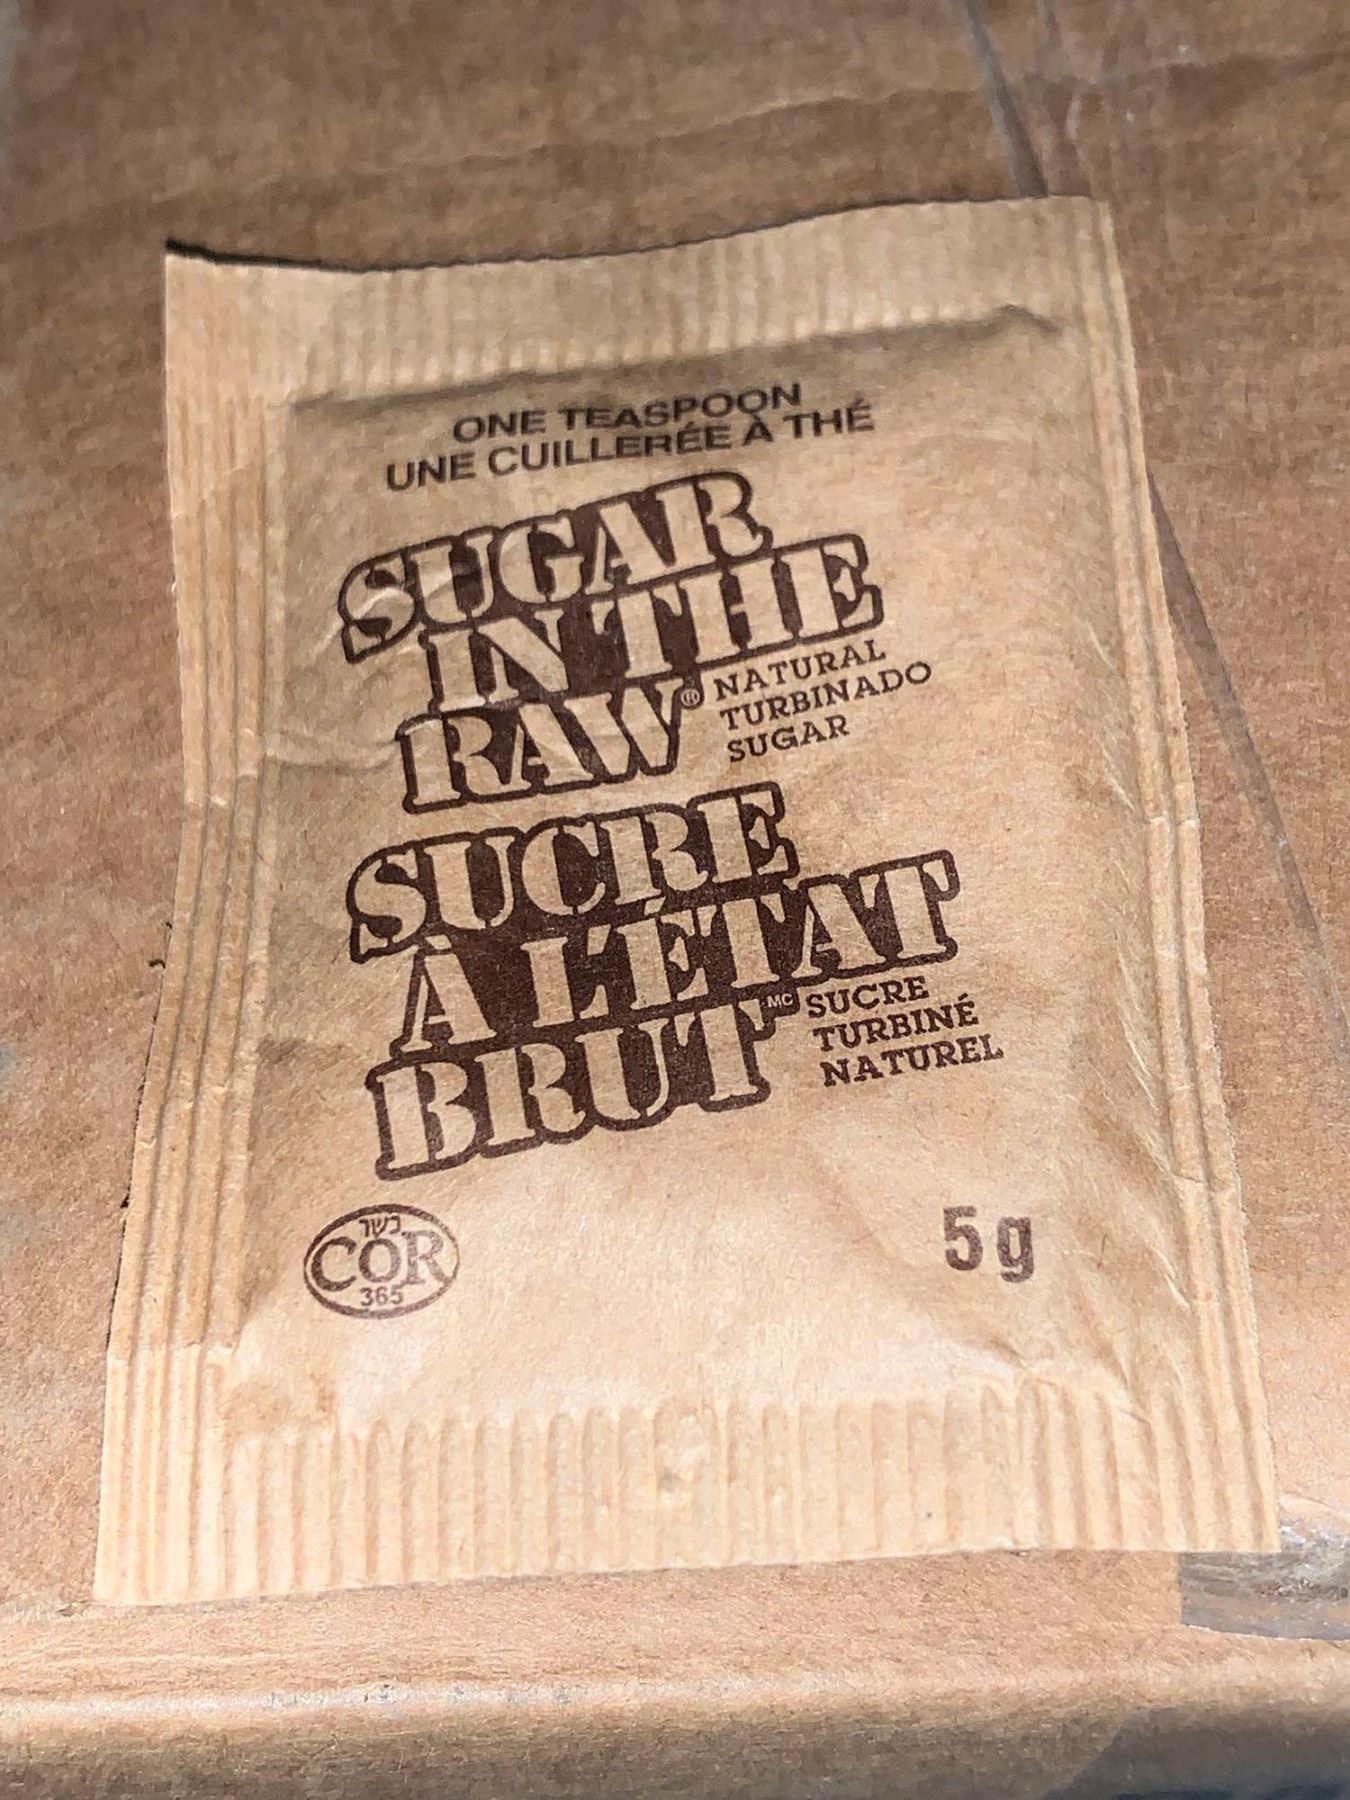 ONE TEASPOON
UNE CUILLERÉE À THÉ
SUGAR
IN THE
RAW®
NATURAL
TURBINADO
SUGAR
SUCRE
À L'ÉTAT
BRUT MC
SUCRE
TURBINÉ
NATUREL
כשר
COR
365
5g